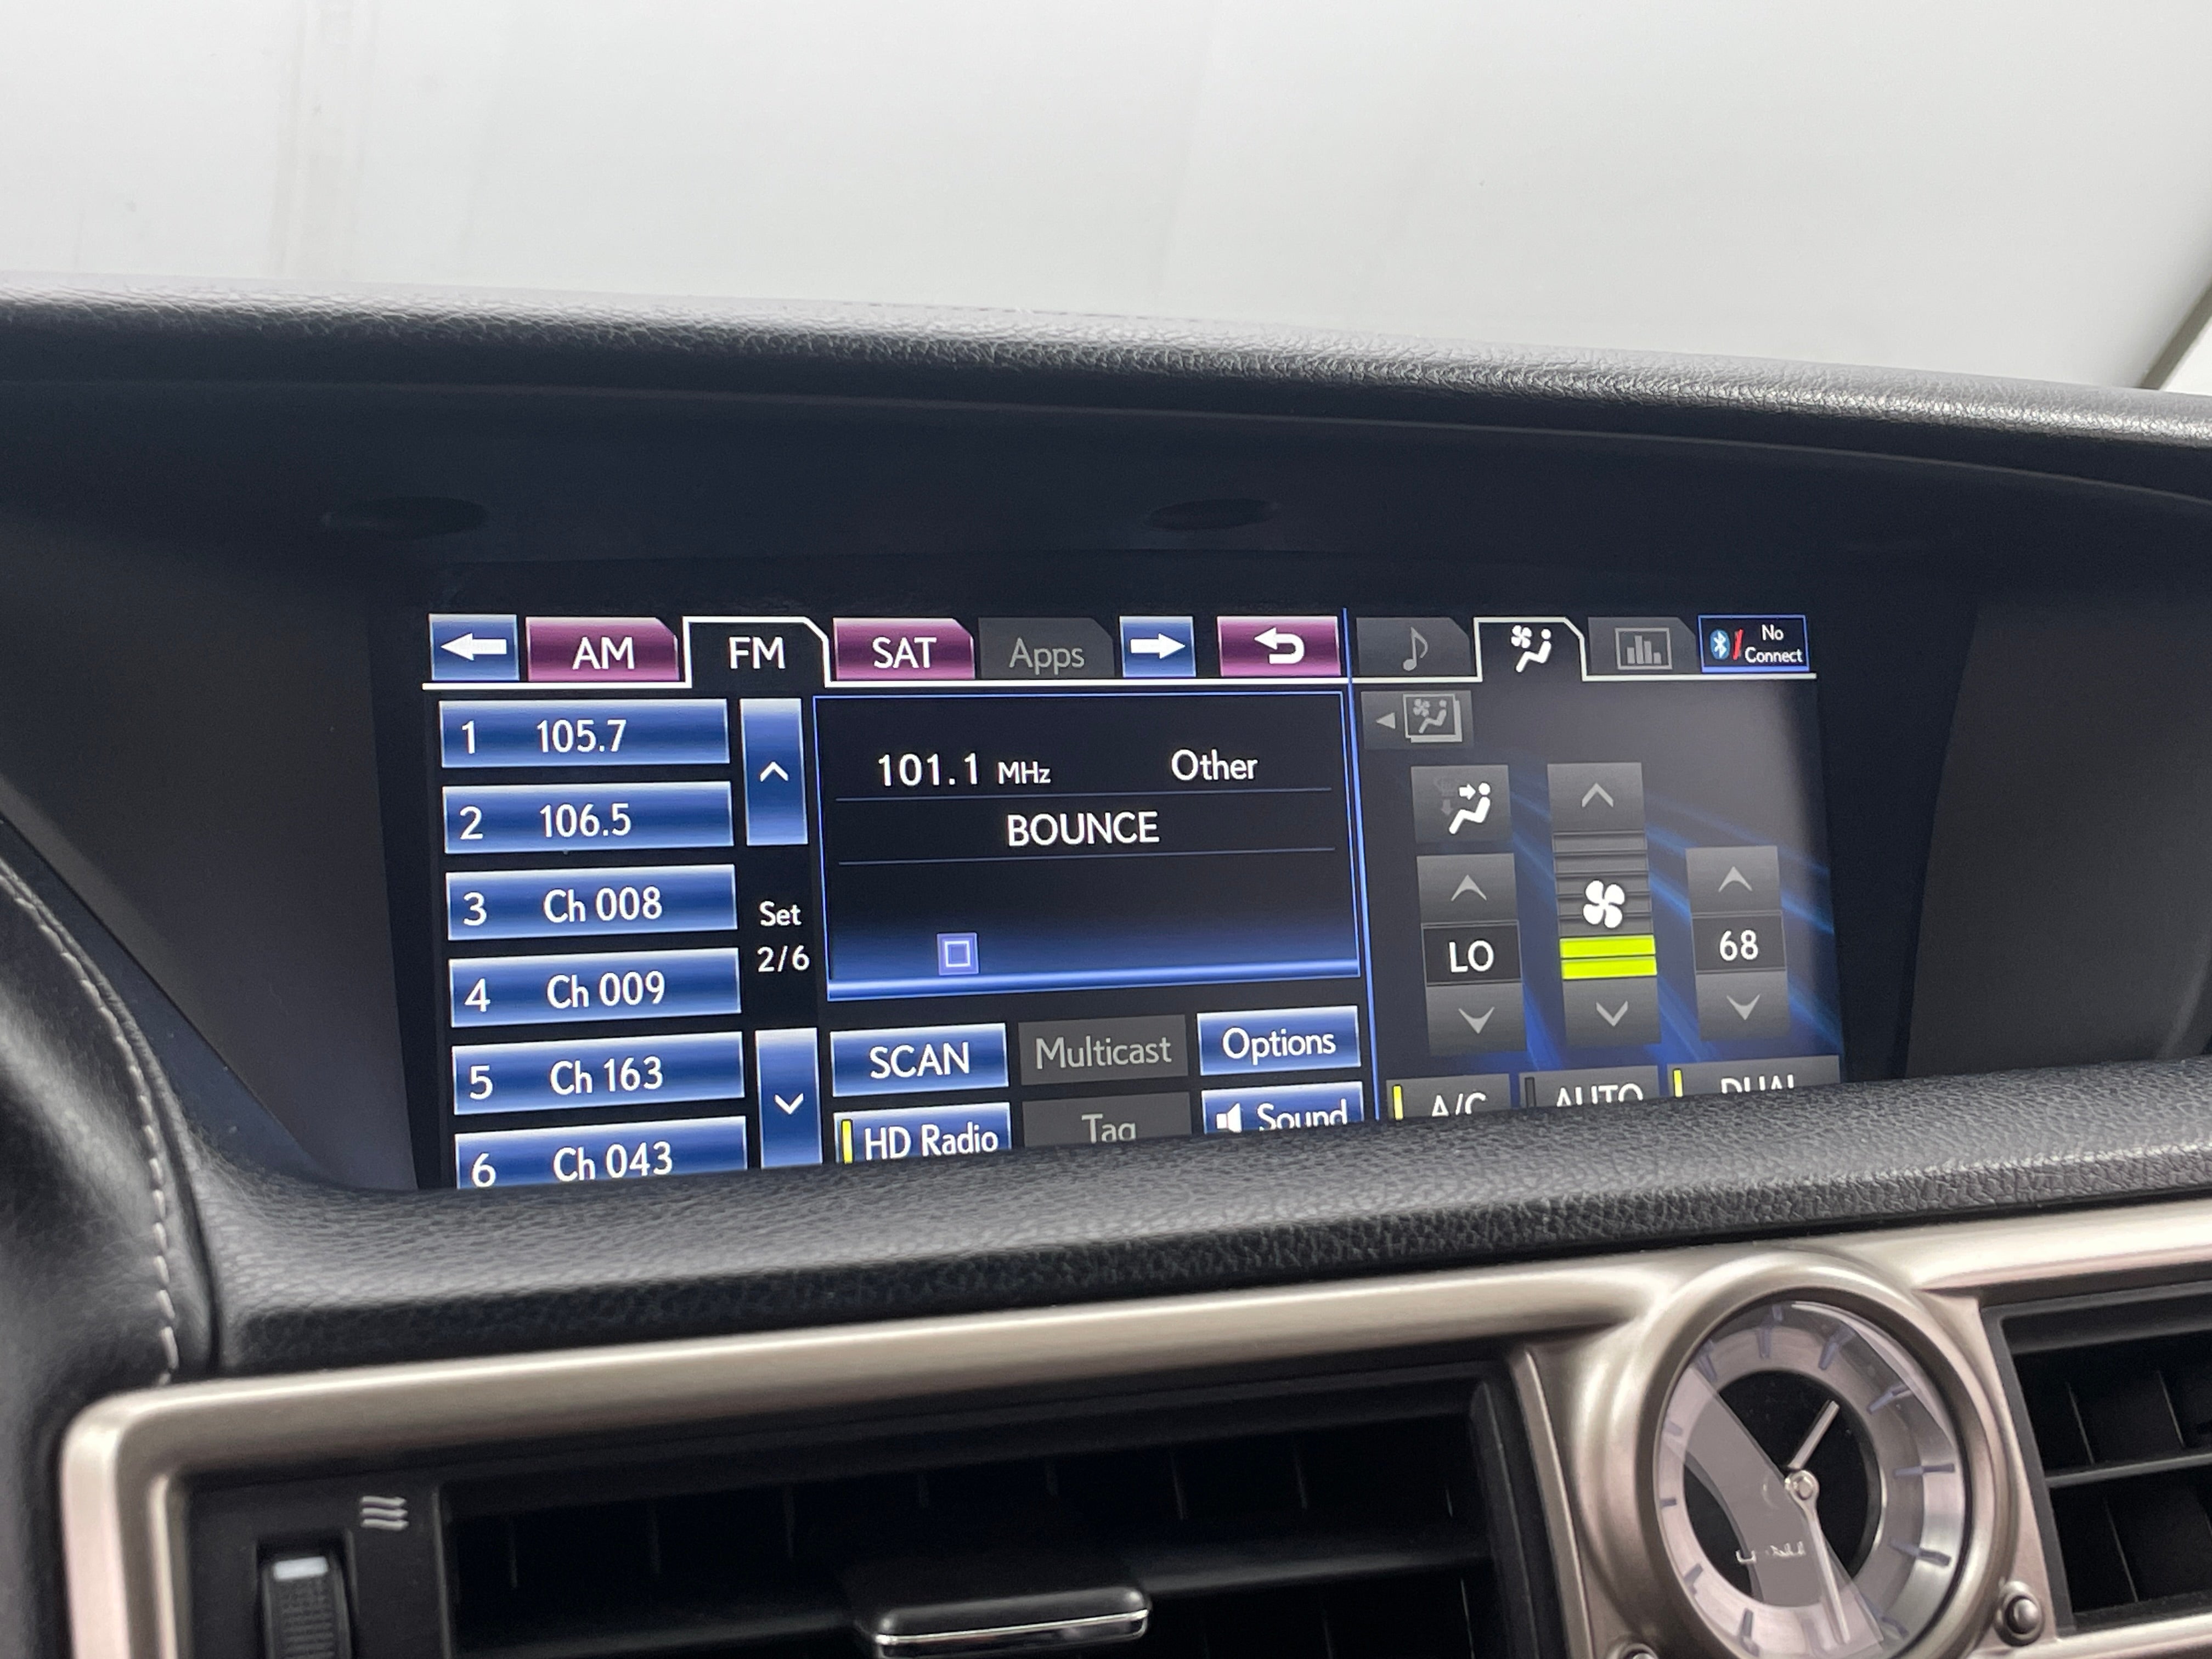 AM FM SAT Apps
No
Connect
1 105.7
2 106.5
3 Ch 008
4 Ch 009
5 Ch 163
6 Ch 043
Set
2/6
101.1 MHz Other
BOUNCE
SCAN Multicast Options
HD Radio Tag Sound
LO 68
A/C AUTO DUAL